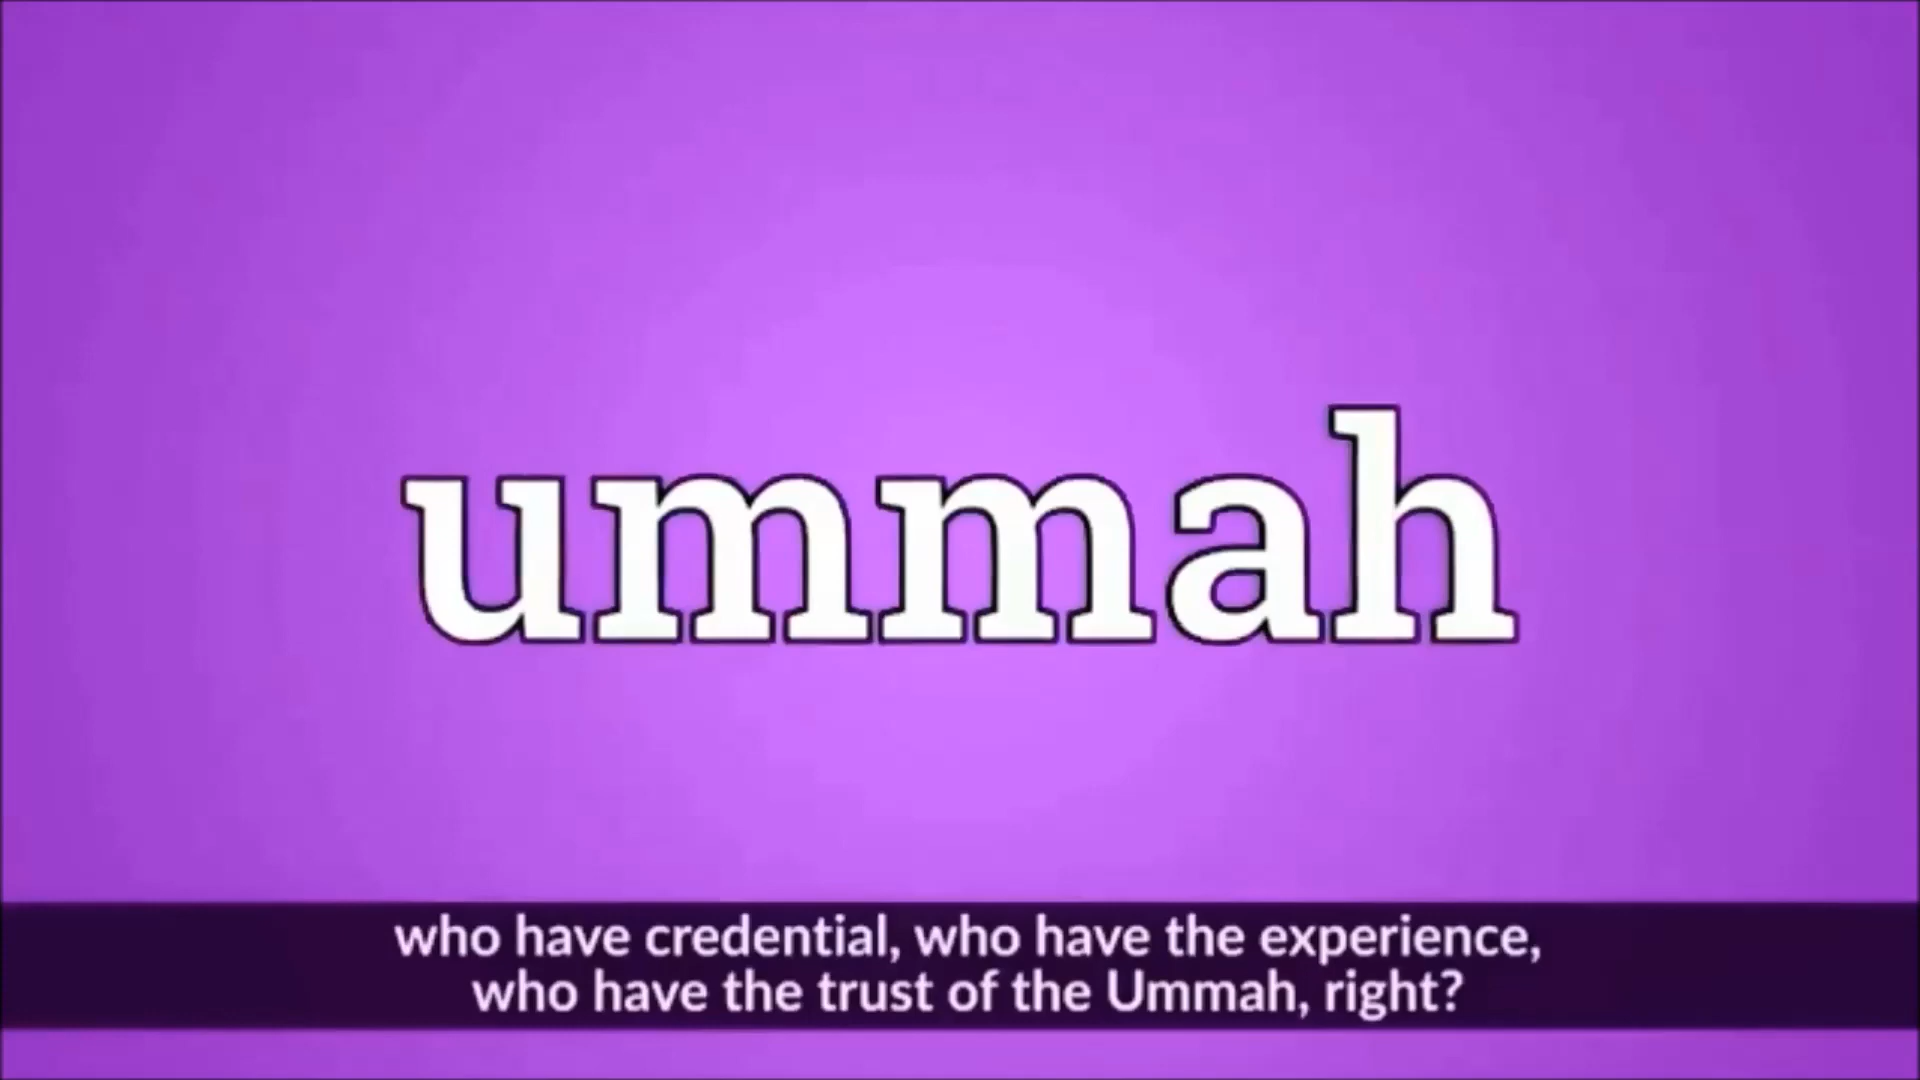 ummah
who have credential, who have the experience,
who have the trust of the Ummah, right?